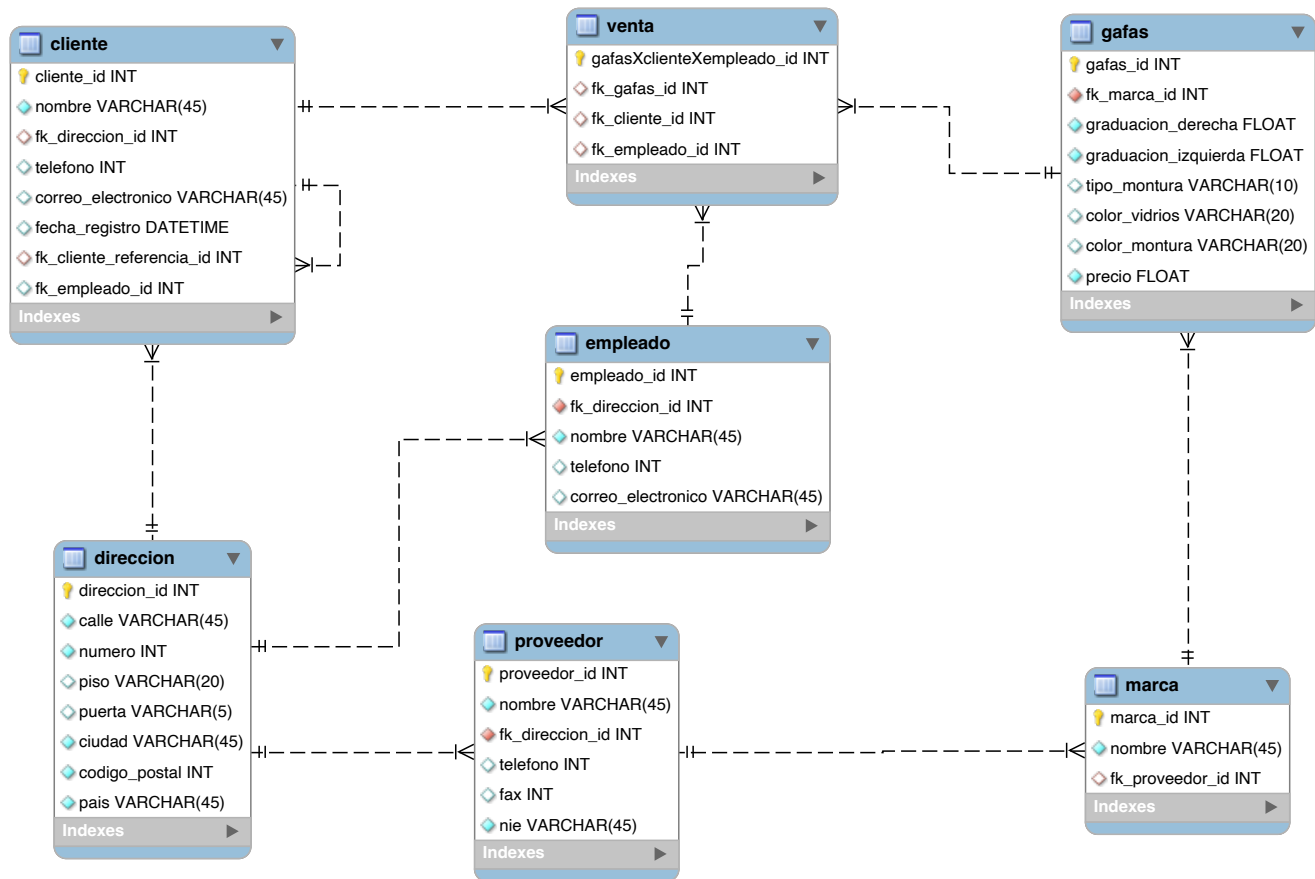 cliente
cliente_id INT
nombre VARCHAR(45)
fk_direccion_id INT
telefono INT
correo_electronico VARCHAR(45)
fecha_registro DATETIME
fk_cliente_referencia_id INT
fk_empleado_id INT
Indexes
venta
gafasXclienteXempleado_id INT
fk_gafas_id INT
fk_cliente_id INT
fk_empleado_id INT
Indexes
gafas
gafas_id INT
fk_marca_id INT
graduacion_derecha FLOAT
graduacion_izquierda FLOAT
tipo_montura VARCHAR(10)
color_vidrios VARCHAR(20)
color_montura VARCHAR(20)
precio FLOAT
Indexes
empleado
empleado_id INT
fk_direccion_id INT
nombre VARCHAR(45)
telefono INT
correo_electronico VARCHAR(45)
Indexes
direccion
direccion_id INT
calle VARCHAR(45)
numero INT
piso VARCHAR(20)
puerta VARCHAR(5)
ciudad VARCHAR(45)
codigo_postal INT
pais VARCHAR(45)
Indexes
proveedor
proveedor_id INT
nombre VARCHAR(45)
fk_direccion_id INT
telefono INT
fax INT
nie VARCHAR(45)
Indexes
marca
marca_id INT
nombre VARCHAR(45)
fk_proveedor_id INT
Indexes